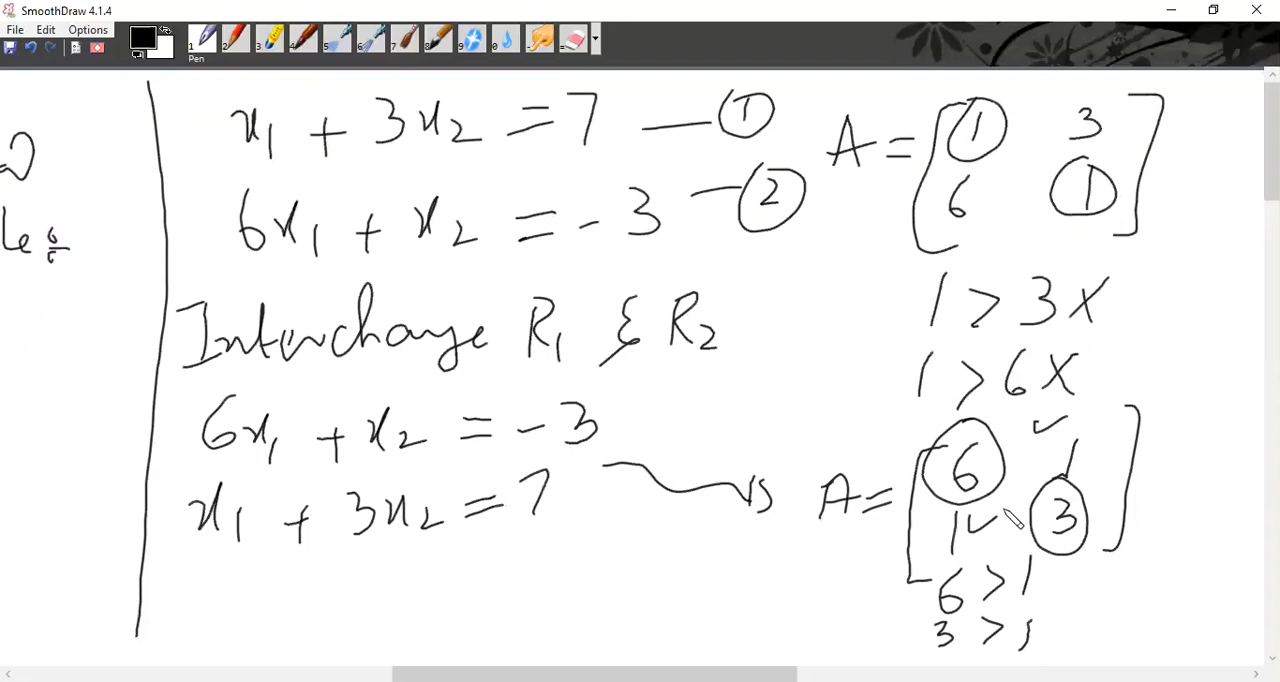 SmoothDraw 4.1.4
File Edit Options
Pen
x₁ + 3x₂ = 7 — ①
6x₁ + x₂ = - 3 — ②
Interchange R₁ & R₂
6x₁ + x₂ = - 3
x₁ + 3x₂ = 7
A = [ 1 3
6 1 ]
1 > 3 X
1 > 6 X
A = [ 6 1 ✓
1 ✓ 3 ]
6 > 1
3 > 1